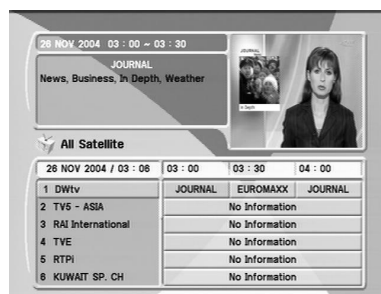 26 NOV 2004 03 : 00 ~ 03 : 30
JOURNAL
News, Business, In Depth, Weather
JOURNAL
In Depth
All Satellite
26 NOV 2004 / 03 : 06 03 : 00 03 : 30 04 : 00
1 DWtv JOURNAL EUROMAXX JOURNAL
2 TV5 - ASIA No Information
3 RAI International No Information
4 TVE No Information
5 RTPi No Information
6 KUWAIT SP. CH No Information